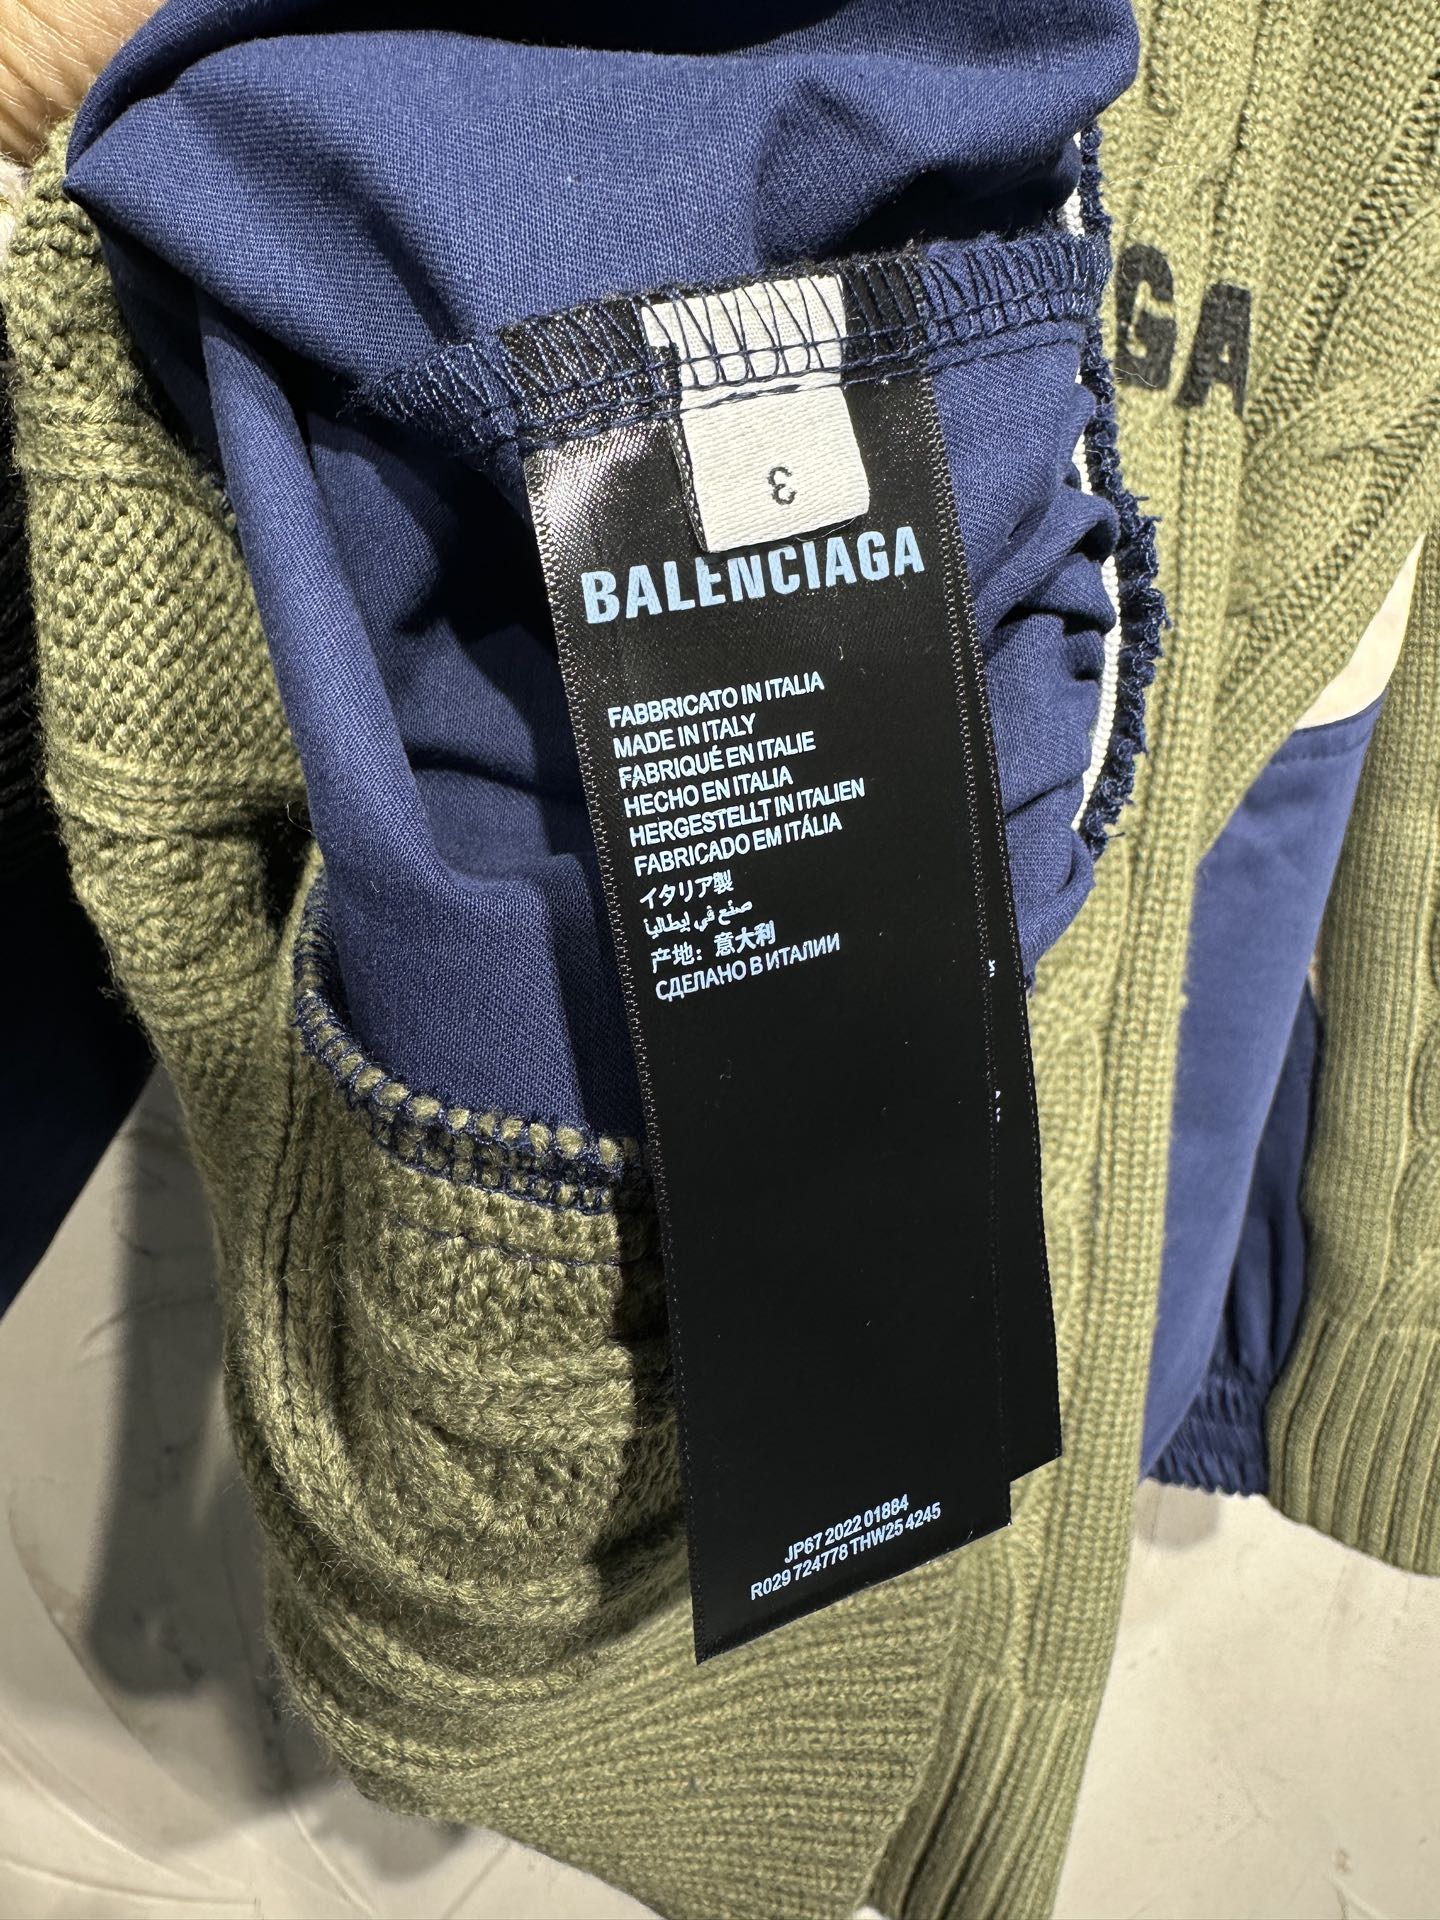 GA
3
BALENCIAGA
FABBRICATO IN ITALIA
MADE IN ITALY
FABRIQUÉ EN ITALIE
HECHO EN ITALIA
HERGESTELLT IN ITALIEN
FABRICADO EM ITÁLIA
イタリア製
صنع في إيطاليا
产地：意大利
СДЕЛАНО В ИТАЛИИ
JP67 2022 01884
R029 724778 THW25 4245